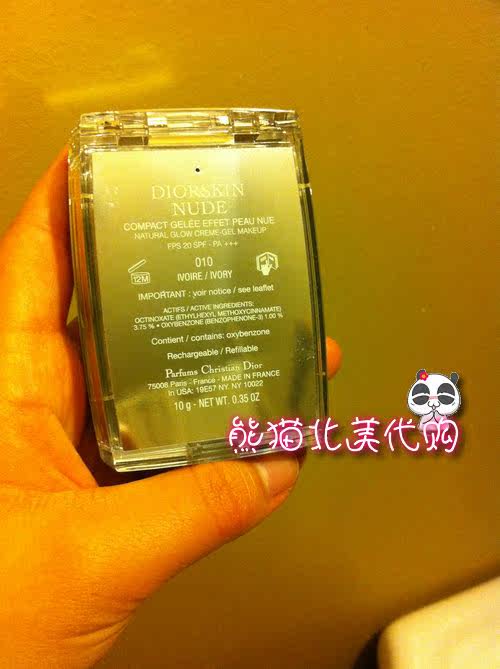 DIORSKIN
NUDE
COMPACT GELÉE EFFET PEAU NUE
NATURAL GLOW CREME-GEL MAKEUP
FPS 20 SPF - PA +++
010
12M
IVOIRE / IVORY
IMPORTANT : voir notice / see leaflet
ACTIFS / ACTIVE INGREDIENTS:
OCTINOXATE (ETHYLHEXYL METHOXYCINNAMATE)
3.75 % • OXYBENZONE (BENZOPHENONE-3) 1.00 %
Contient / contains: oxybenzone
Rechargeable / Refillable
Parfums Christian Dior
75008 Paris - France - MADE IN FRANCE
In USA: 19E57 NY, NY 10022
10 g - NET WT. 0.35 OZ
熊猫北美代购